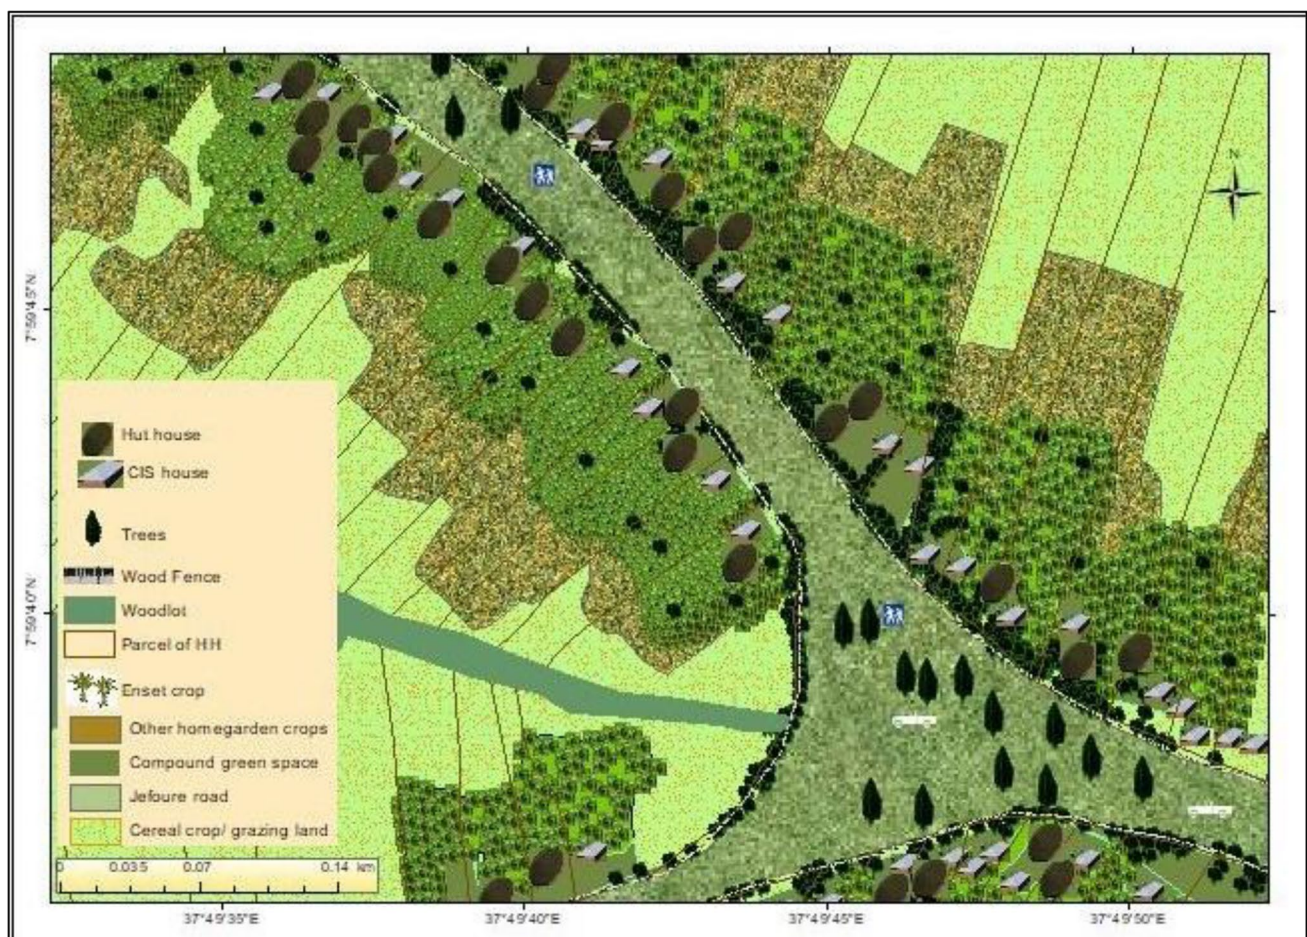 N
7°59'45"N
7°59'40"N
Hut house
CIS house
Trees
Wood Fence
Woodlot
Parcel of HH
Enset crop
Other homegarden crops
Compound green space
Jefoure road
Cereal crop/ grazing land
0 0.035 0.07 0.14 km
37°49'35"E 37°49'40"E 37°49'45"E 37°49'50"E